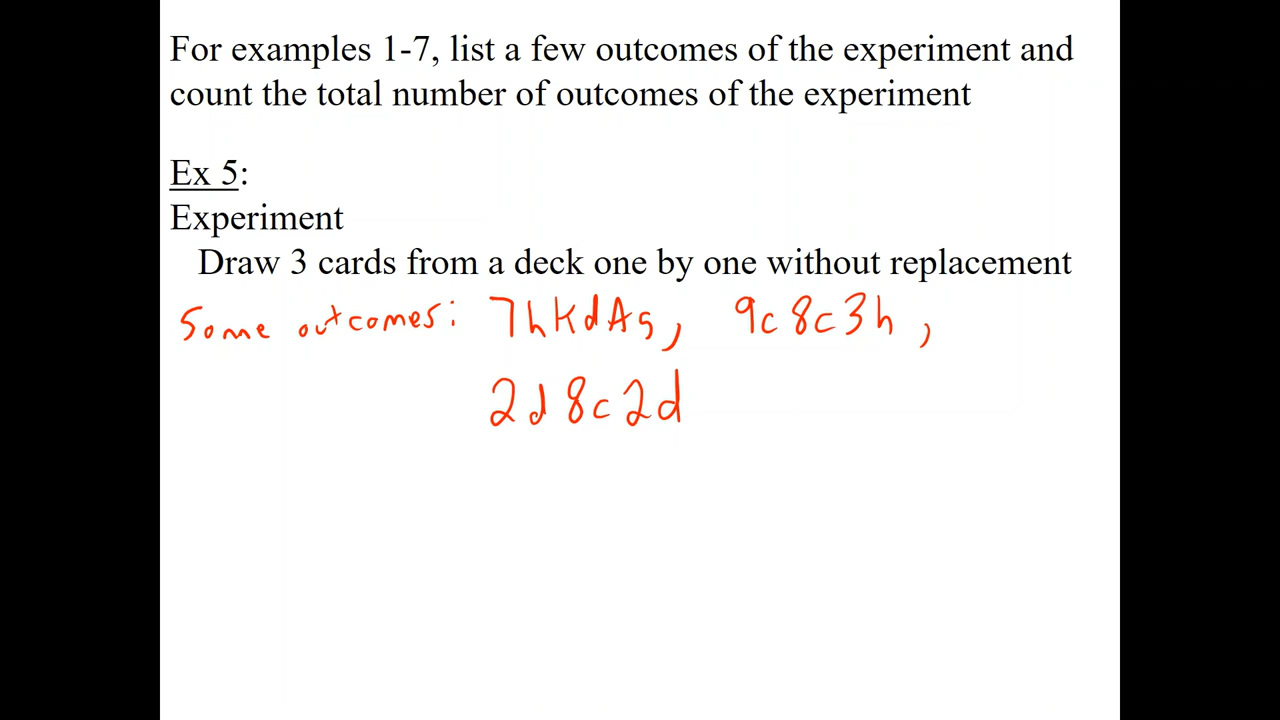 For examples 1-7, list a few outcomes of the experiment and
count the total number of outcomes of the experiment
Ex 5:
Experiment
Draw 3 cards from a deck one by one without replacement
Some outcomes: 7hKdAs, 9c8c3h,
2d8c2d